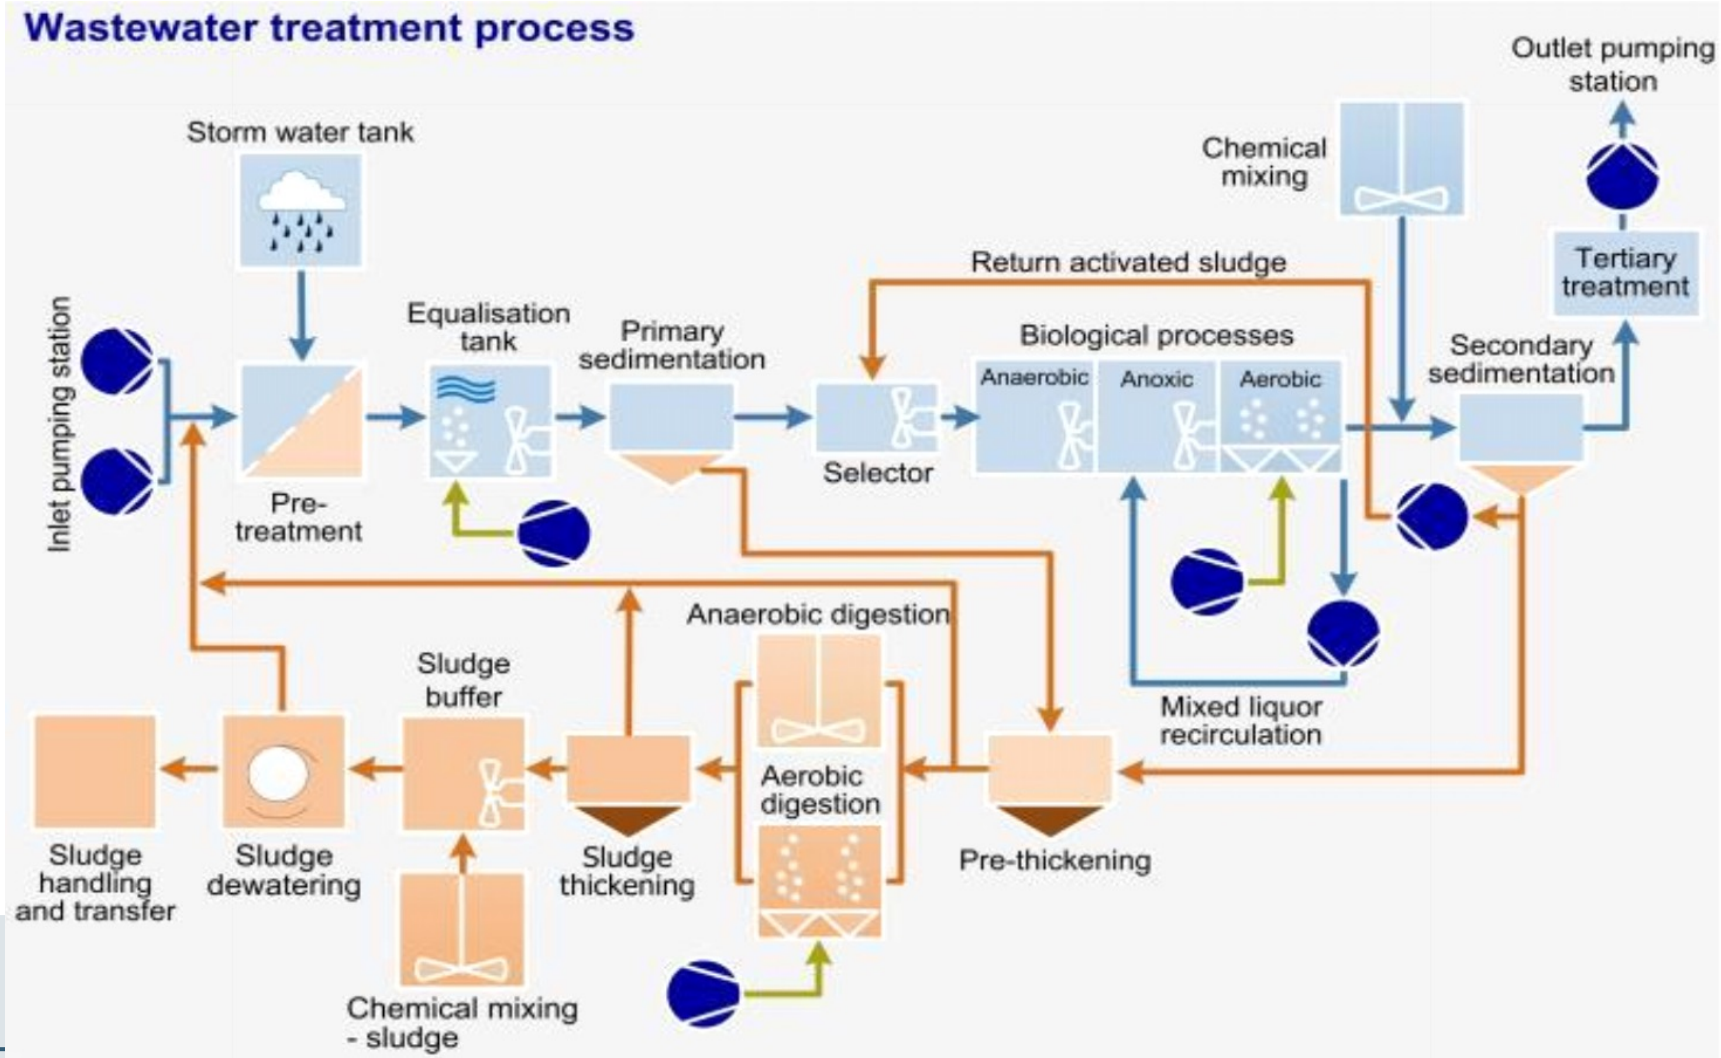 Wastewater treatment process
Outlet pumping
station
Storm water tank
Chemical
mixing
Tertiary
treatment
Return activated sludge
Inlet pumping station
Equalisation
tank
Primary
sedimentation
Biological processes
Secondary
sedimentation
Anaerobic
Anoxic
Aerobic
Selector
Pre-
treatment
Anaerobic digestion
Sludge
buffer
Mixed liquor
recirculation
Aerobic
digestion
Sludge
handling
and transfer
Sludge
dewatering
Sludge
thickening
Pre-thickening
Chemical mixing
- sludge